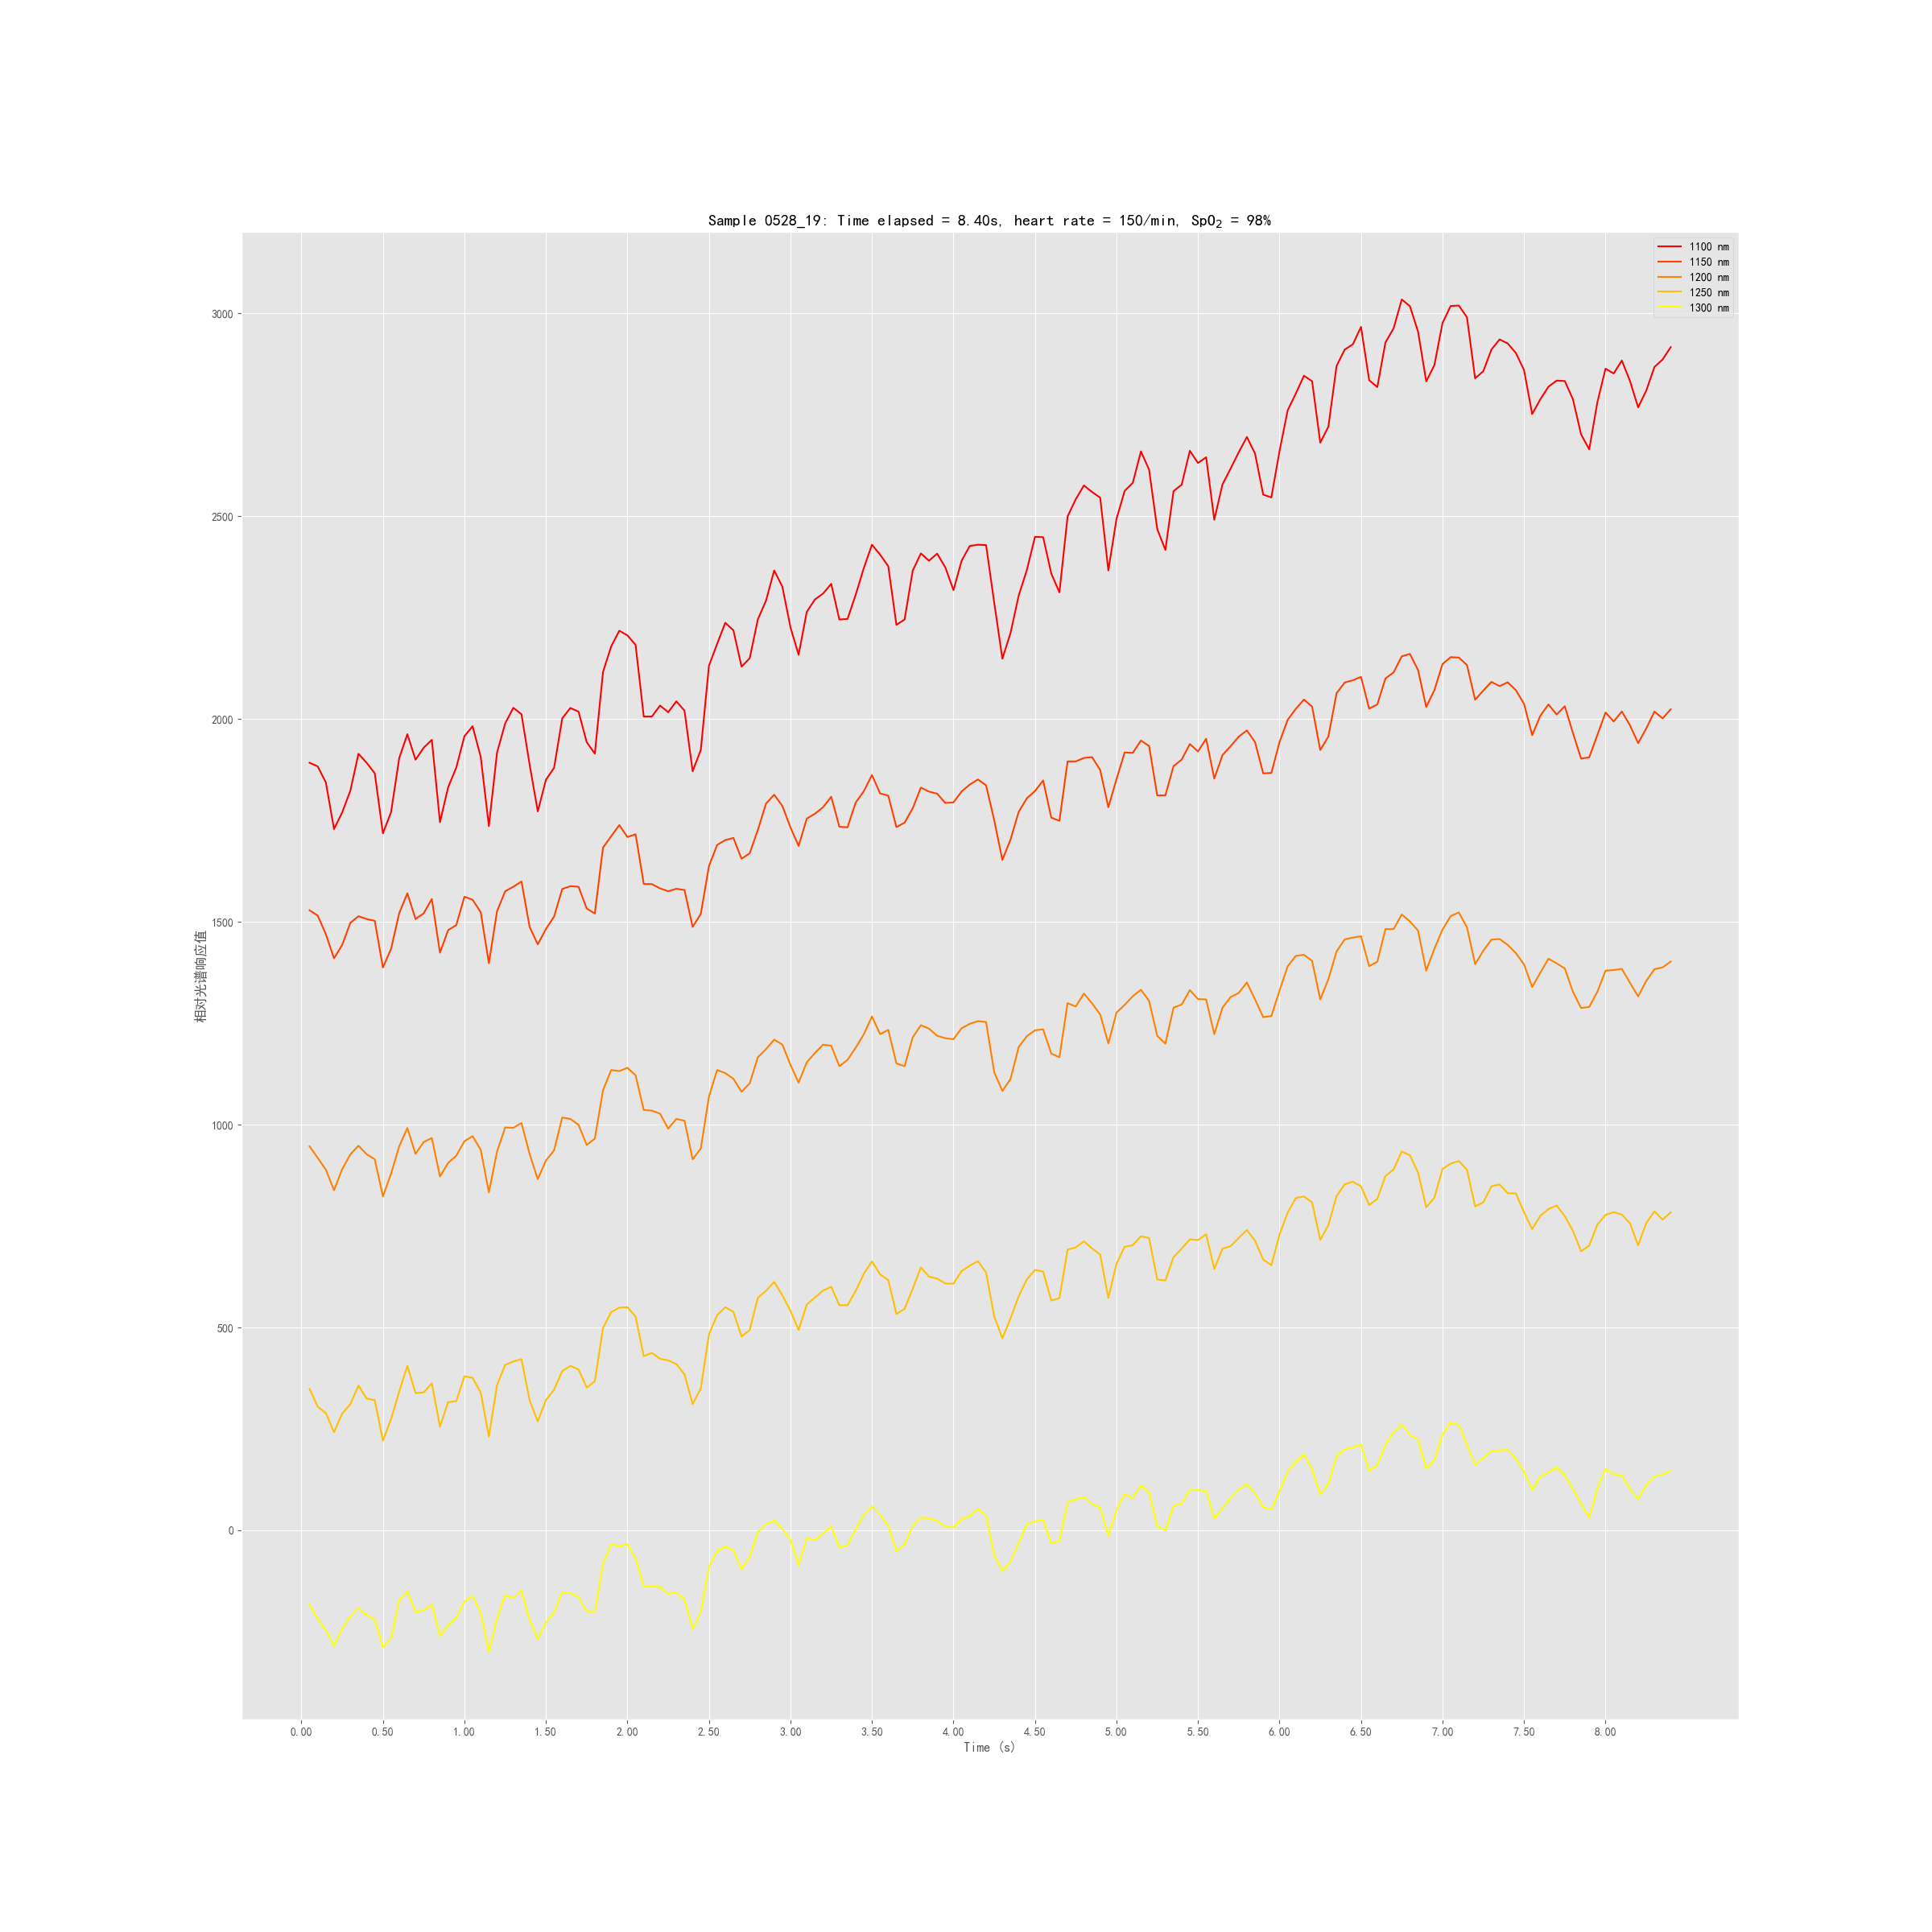 Sample 0528_19: Time elapsed = 8.40s, heart rate = 150/min, SpO2 = 98%
1100 nm
1150 nm
1200 nm
1250 nm
1300 nm
3000
2500
2000
1500
1000
500
0
相对光谱响应值
0.00 0.50 1.00 1.50 2.00 2.50 3.00 3.50 4.00 4.50 5.00 5.50 6.00 6.50 7.00 7.50 8.00
Time (s)